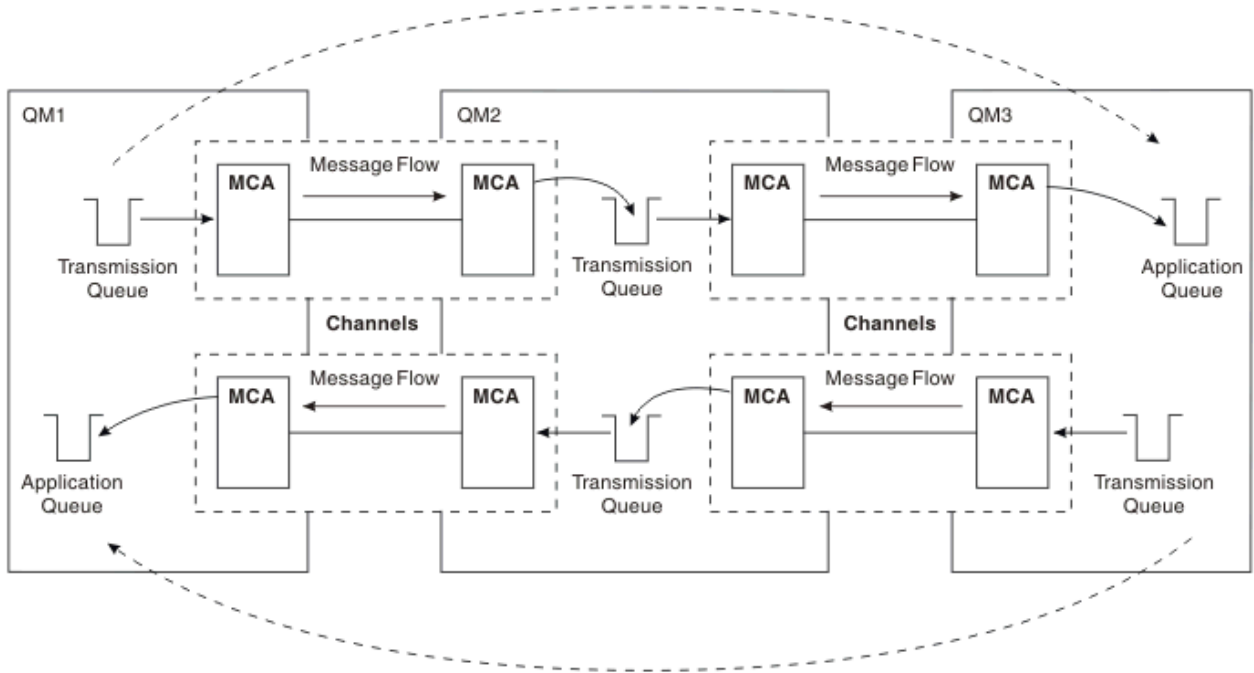 QM1
QM2
QM3
Message Flow
Message Flow
MCA
MCA
MCA
MCA
Transmission
Queue
Transmission
Queue
Application
Queue
Channels
Channels
Message Flow
Message Flow
MCA
MCA
MCA
MCA
Application
Queue
Transmission
Queue
Transmission
Queue